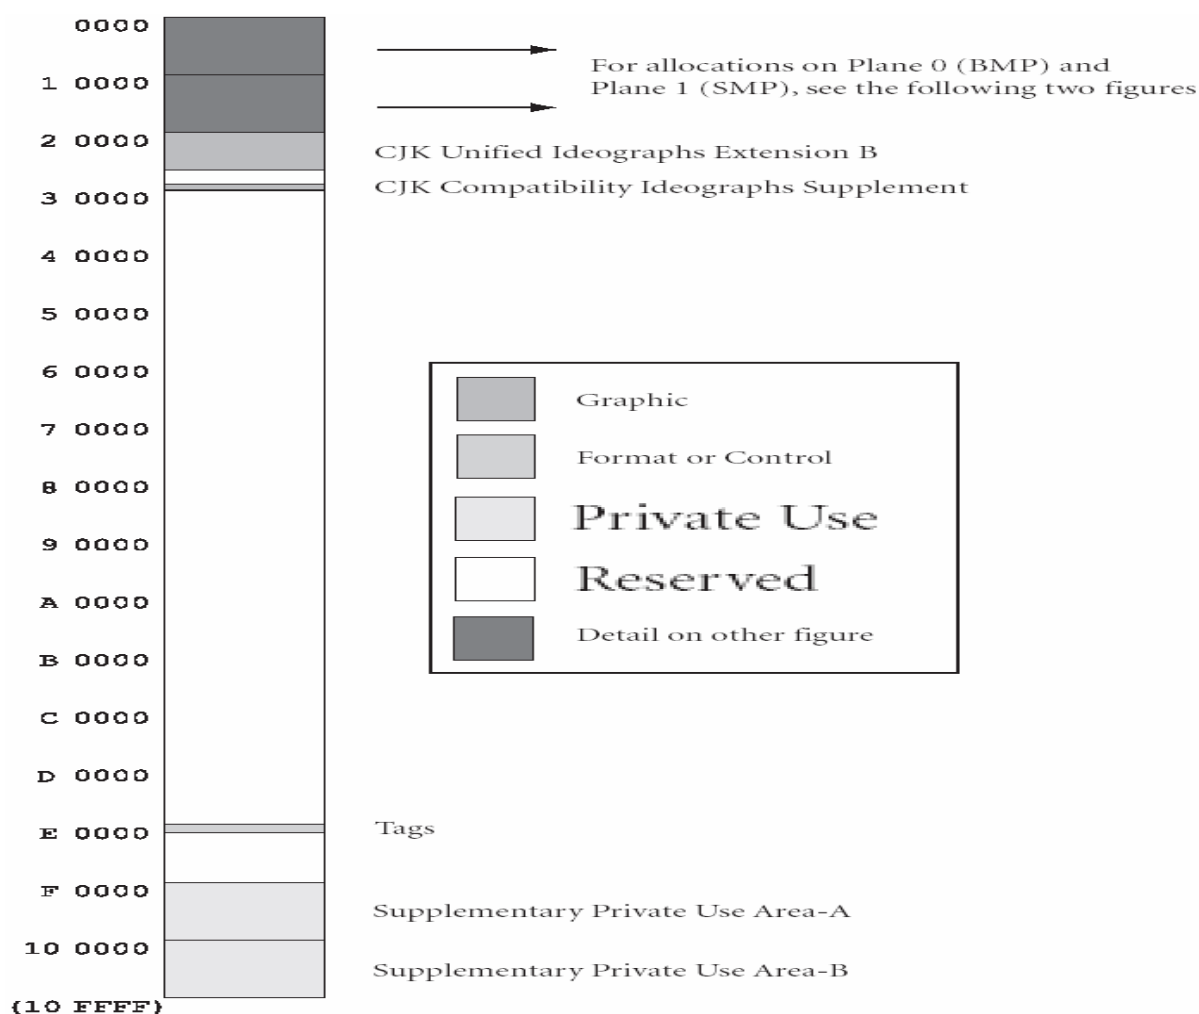 0000
1 0000
2 0000
3 0000
4 0000
5 0000
6 0000
7 0000
8 0000
9 0000
A 0000
B 0000
C 0000
D 0000
E 0000
F 0000
10 0000
(10 FFFF)
For allocations on Plane 0 (BMP) and
Plane 1 (SMP), see the following two figures
CJK Unified Ideographs Extension B
CJK Compatibility Ideographs Supplement
Graphic
Format or Control
Private Use
Reserved
Detail on other figure
Tags
Supplementary Private Use Area-A
Supplementary Private Use Area-B